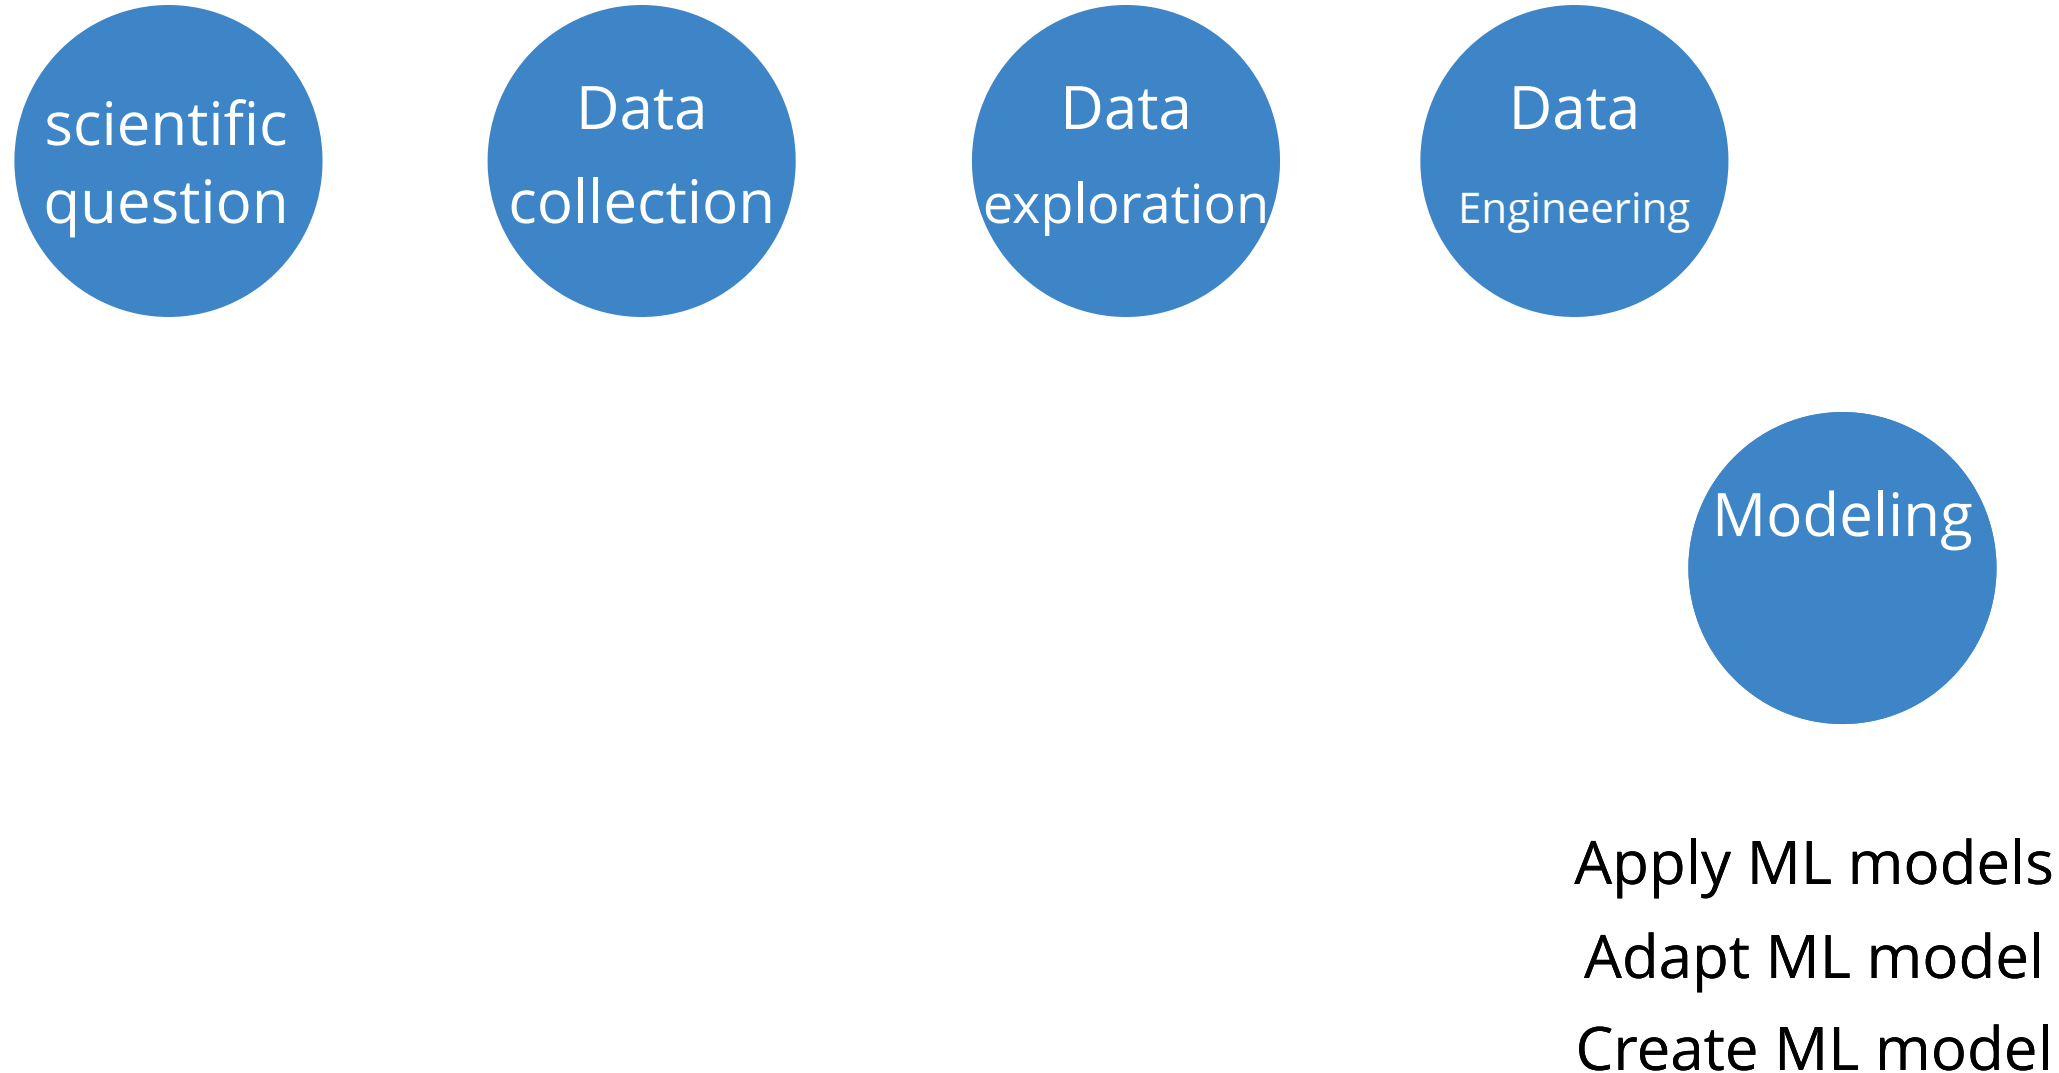 scientific
question
Data
collection
Data
exploration
Data
Engineering
Modeling
Apply ML models
Adapt ML model
Create ML model